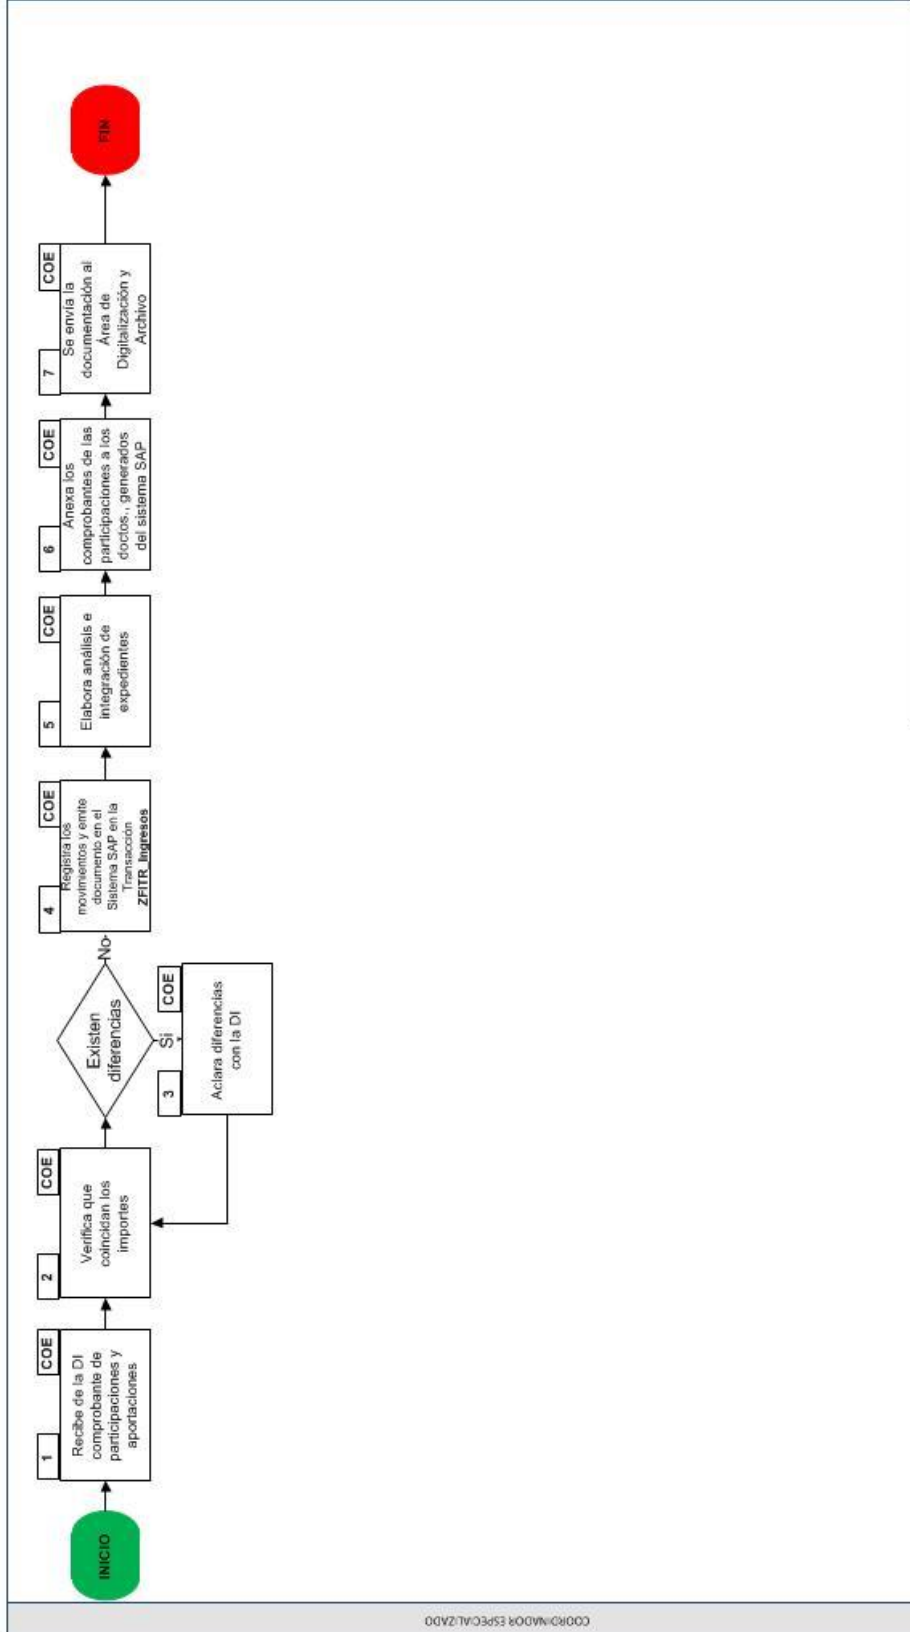 COORDINADOR ESPECIALIZADO
INICIO
1
COE
Recibe de la DI
comprobante de
participaciones y
aportaciones
2
COE
Verifica que
coincidan los
importes
Existen
diferencias
Si
No
3
COE
Aclara diferencias
con la DI
4
COE
Registra los
movimientos y emite
documento en el
Sistema SAP en la
Transacción
ZFITR_Ingresos
5
COE
Elabora análisis e
integración de
expedientes
6
COE
Anexa los
comprobantes de las
participaciones a los
doctos., generados
del sistema SAP
7
COE
Se envía la
documentación al
Área de
Digitalización y
Archivo
FIN